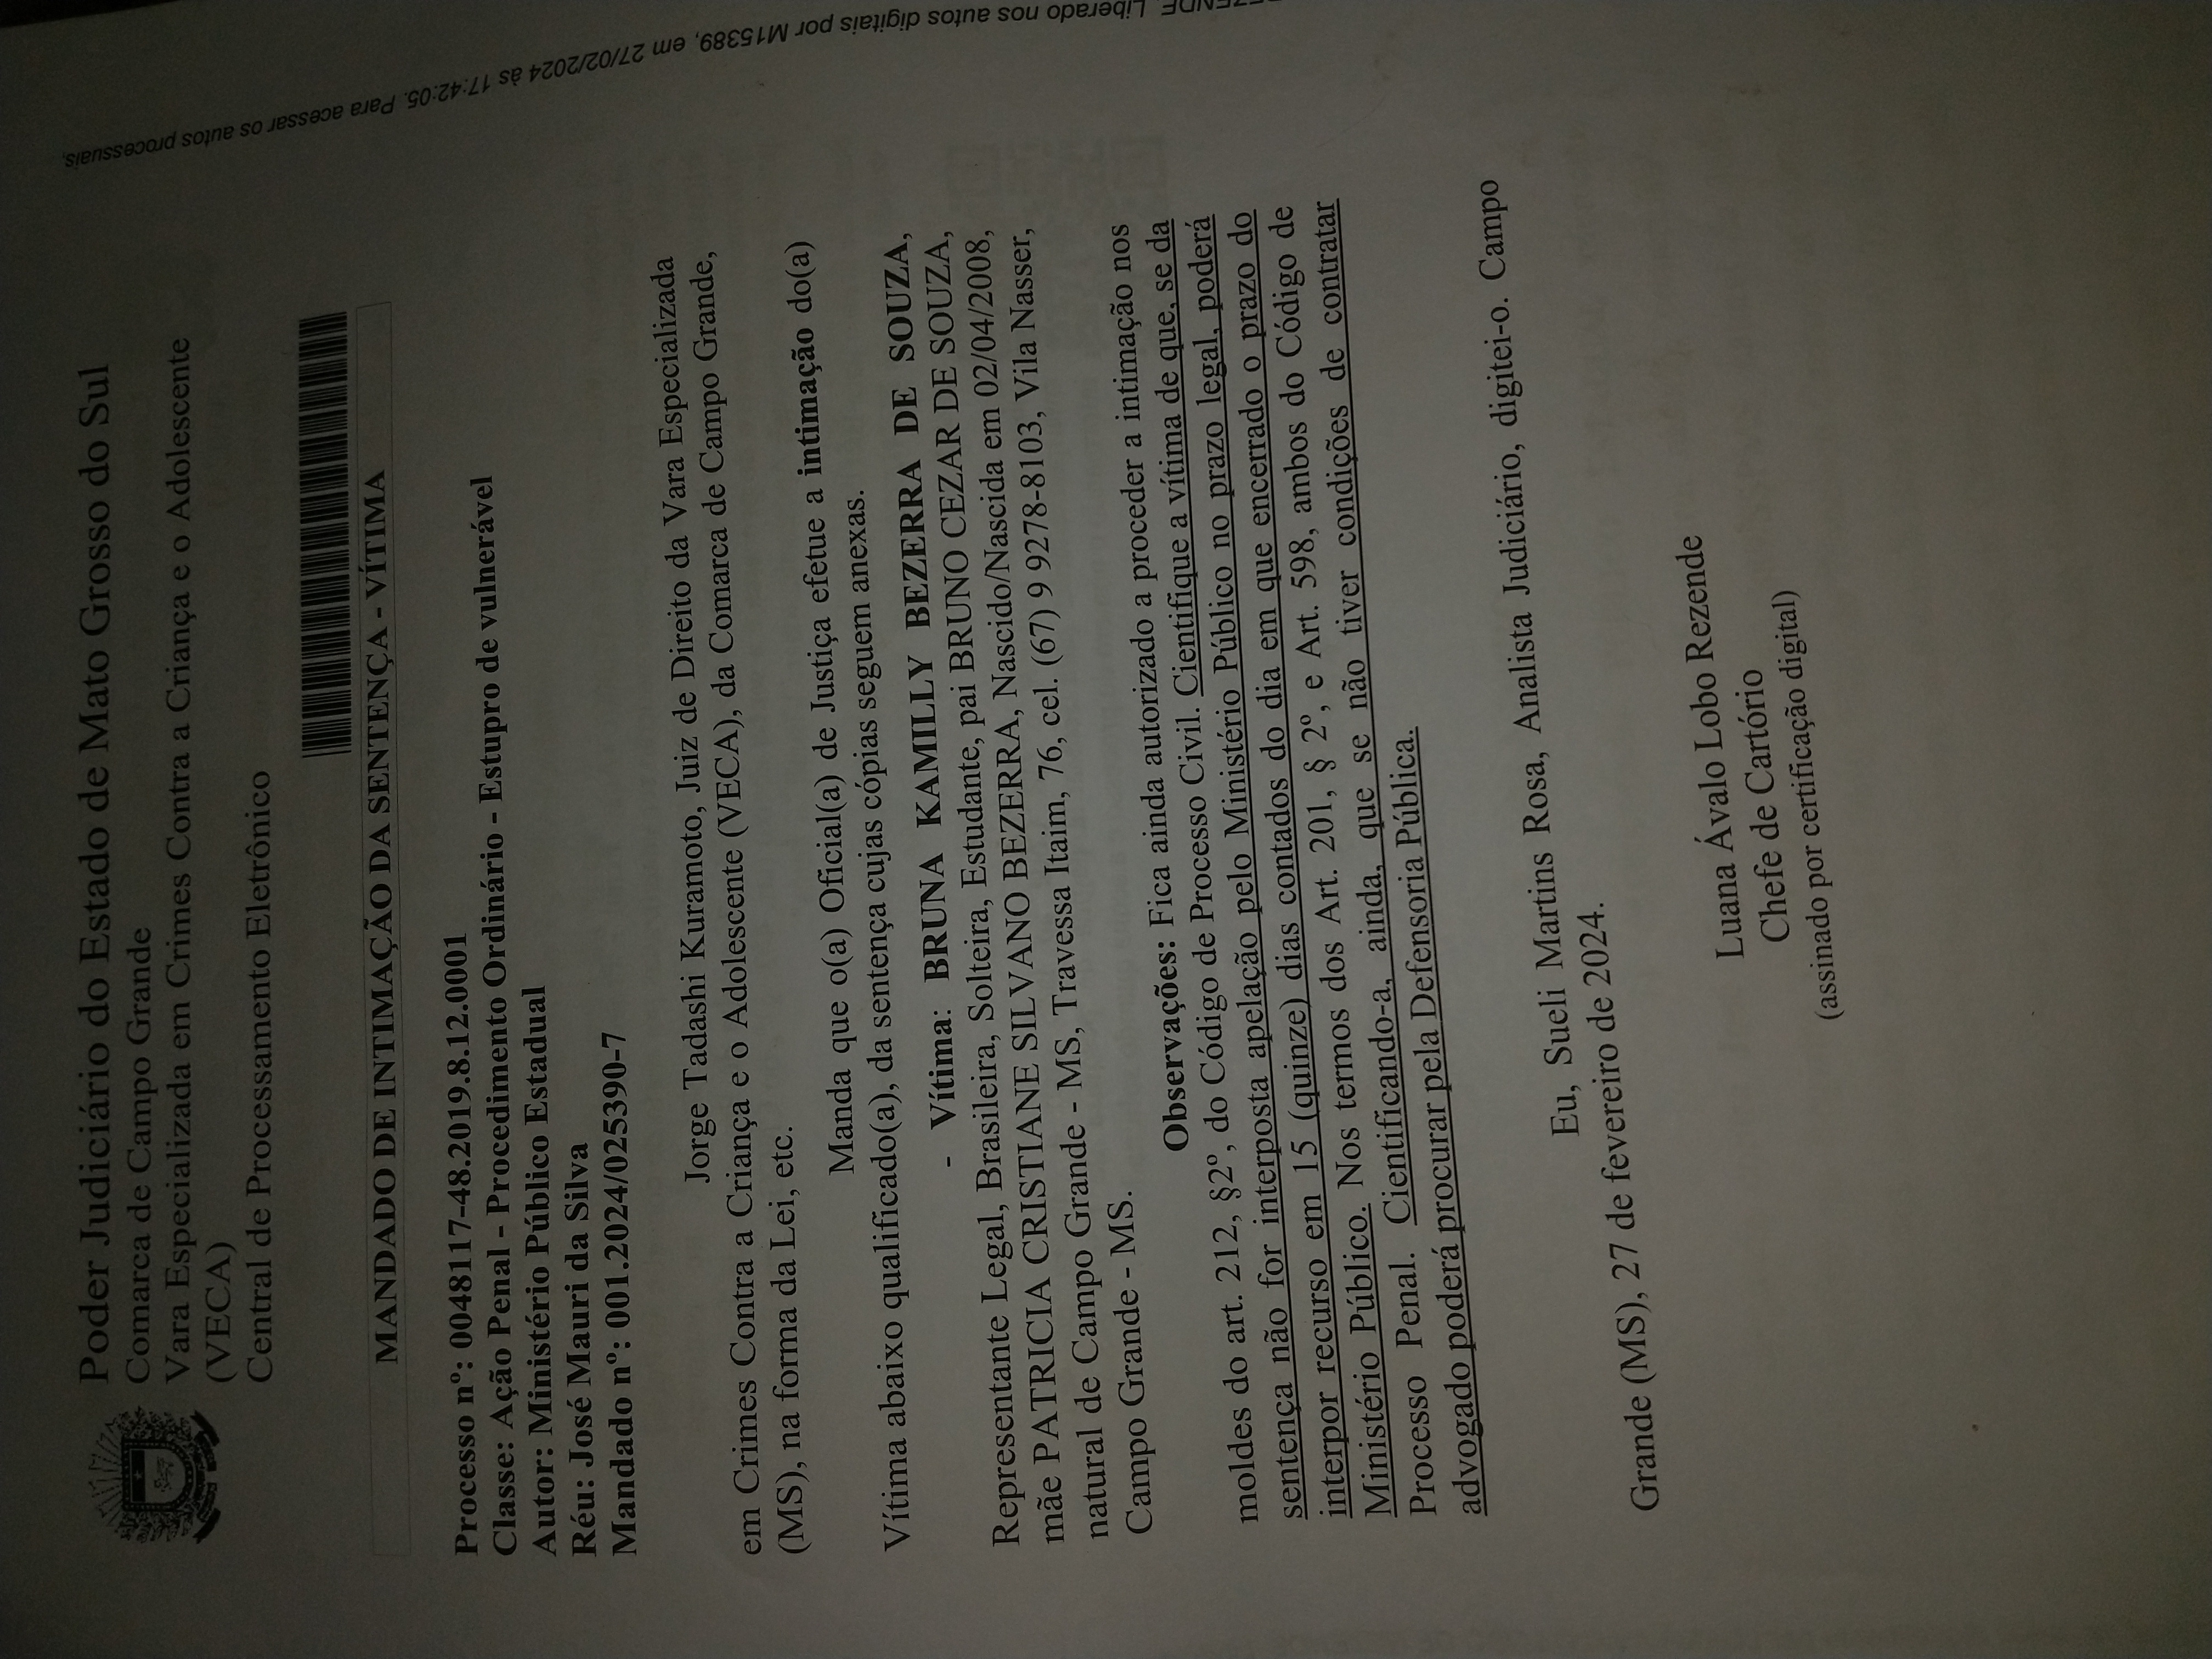 Poder Judiciário do Estado de Mato Grosso do Sul
Comarca de Campo Grande
Vara Especializada em Crimes Contra a Criança e o Adolescente
(VECA)
Central de Processamento Eletrônico
MANDADO DE INTIMAÇÃO DA SENTENÇA - VÍTIMA
Processo nº: 0048117-48.2019.8.12.0001
Classe: Ação Penal - Procedimento Ordinário - Estupro de vulnerável
Autor: Ministério Público Estadual
Réu: José Mauri da Silva
Mandado nº: 001.2024/025390-7
Jorge Tadashi Kuramoto, Juiz de Direito da Vara Especializada
em Crimes Contra a Criança e o Adolescente (VECA), da Comarca de Campo Grande,
(MS), na forma da Lei, etc.
Manda que o(a) Oficial(a) de Justiça efetue a intimação do(a)
Vítima abaixo qualificado(a), da sentença cujas cópias seguem anexas.
- Vítima: BRUNA KAMILLY BEZERRA DE SOUZA,
Representante Legal, Brasileira, Solteira, Estudante, pai BRUNO CEZAR DE SOUZA,
mãe PATRICIA CRISTIANE SILVANO BEZERRA, Nascido/Nascida em 02/04/2008,
natural de Campo Grande - MS, Travessa Itaim, 76, cel. (67) 9 9278-8103, Vila Nasser,
Campo Grande - MS.
Observações: Fica ainda autorizado a proceder a intimação nos
moldes do art. 212, §2º, do Código de Processo Civil. Cientifique a vítima de que, se da
sentença não for interposta apelação pelo Ministério Público no prazo legal, poderá
interpor recurso em 15 (quinze) dias contados do dia em que encerrado o prazo do
Ministério Público. Nos termos dos Art. 201, § 2º, e Art. 598, ambos do Código de
Processo Penal. Cientificando-a, ainda, que se não tiver condições de contratar
advogado poderá procurar pela Defensoria Pública.
Eu, Sueli Martins Rosa, Analista Judiciário, digitei-o. Campo
Grande (MS), 27 de fevereiro de 2024.
Luana Ávalo Lobo Rezende
Chefe de Cartório
(assinado por certificação digital)
Liberado nos autos digitais por M15389, em 27/02/2024 às 17:42:05. Para acessar os autos processuais,